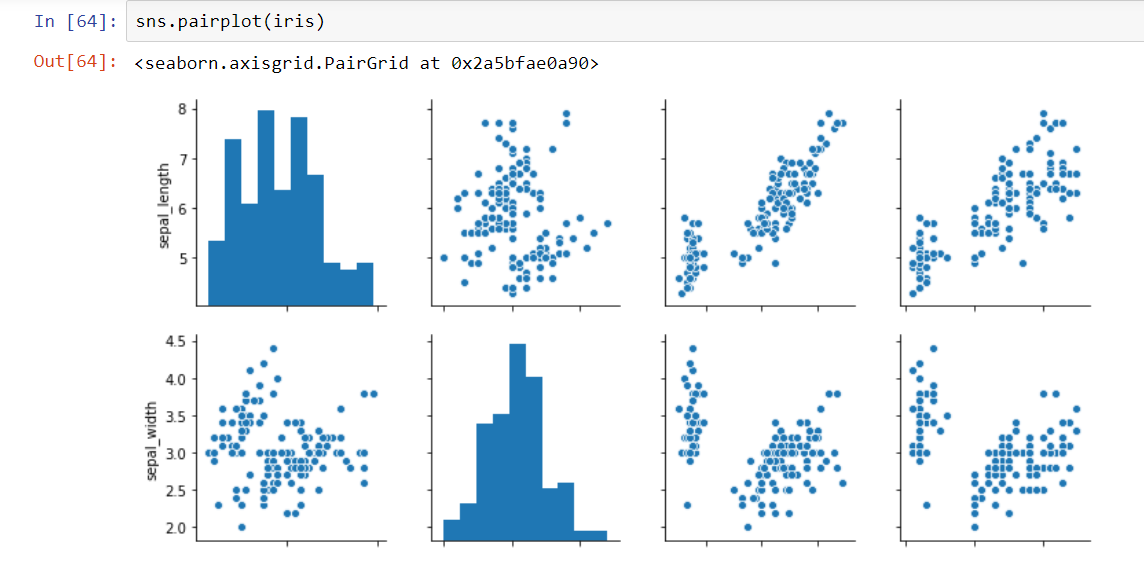 In [64]: sns.pairplot(iris)
Out[64]: <seaborn.axisgrid.PairGrid at 0x2a5bfae0a90>
8
7
6
5
sepal_length
4.5
4.0
3.5
3.0
2.5
2.0
sepal_width